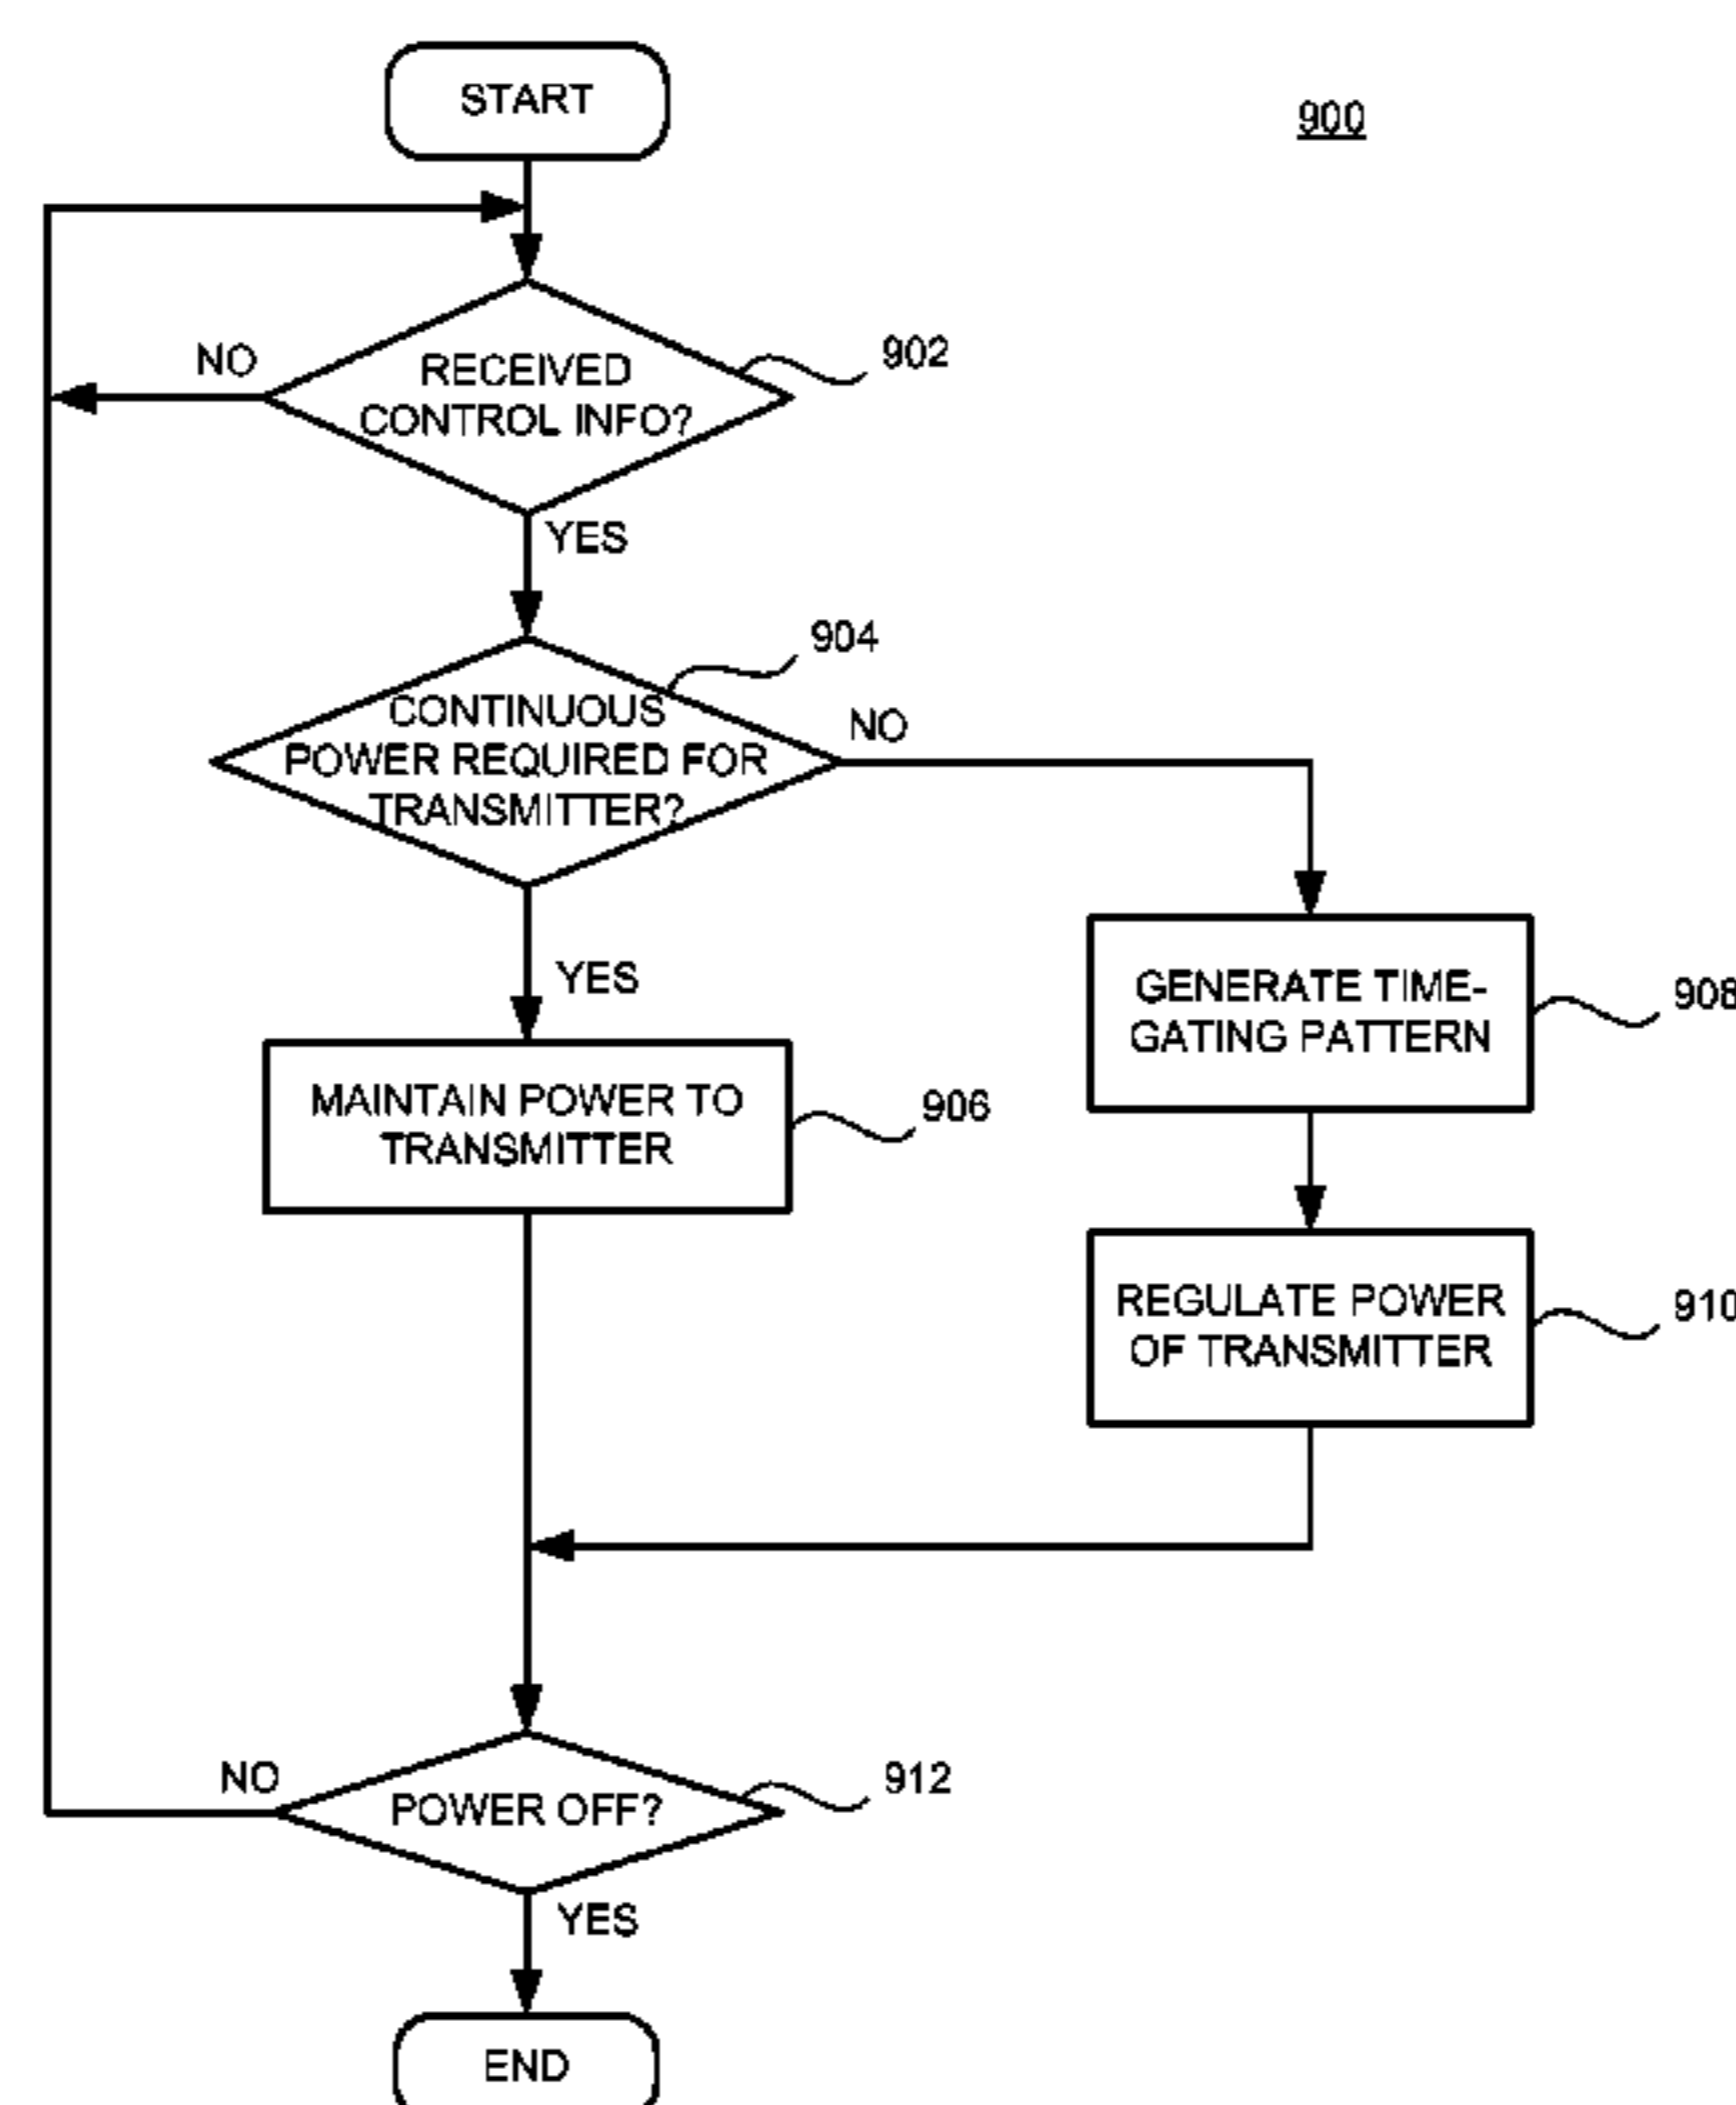 START
900
RECEIVED
CONTROL INFO?
902
NO
YES
904
CONTINUOUS
POWER REQUIRED FOR
TRANSMITTER?
NO
YES
GENERATE TIME-
GATING PATTERN
908
MAINTAIN POWER TO
TRANSMITTER
906
REGULATE POWER
OF TRANSMITTER
910
NO
POWER OFF?
912
YES
END